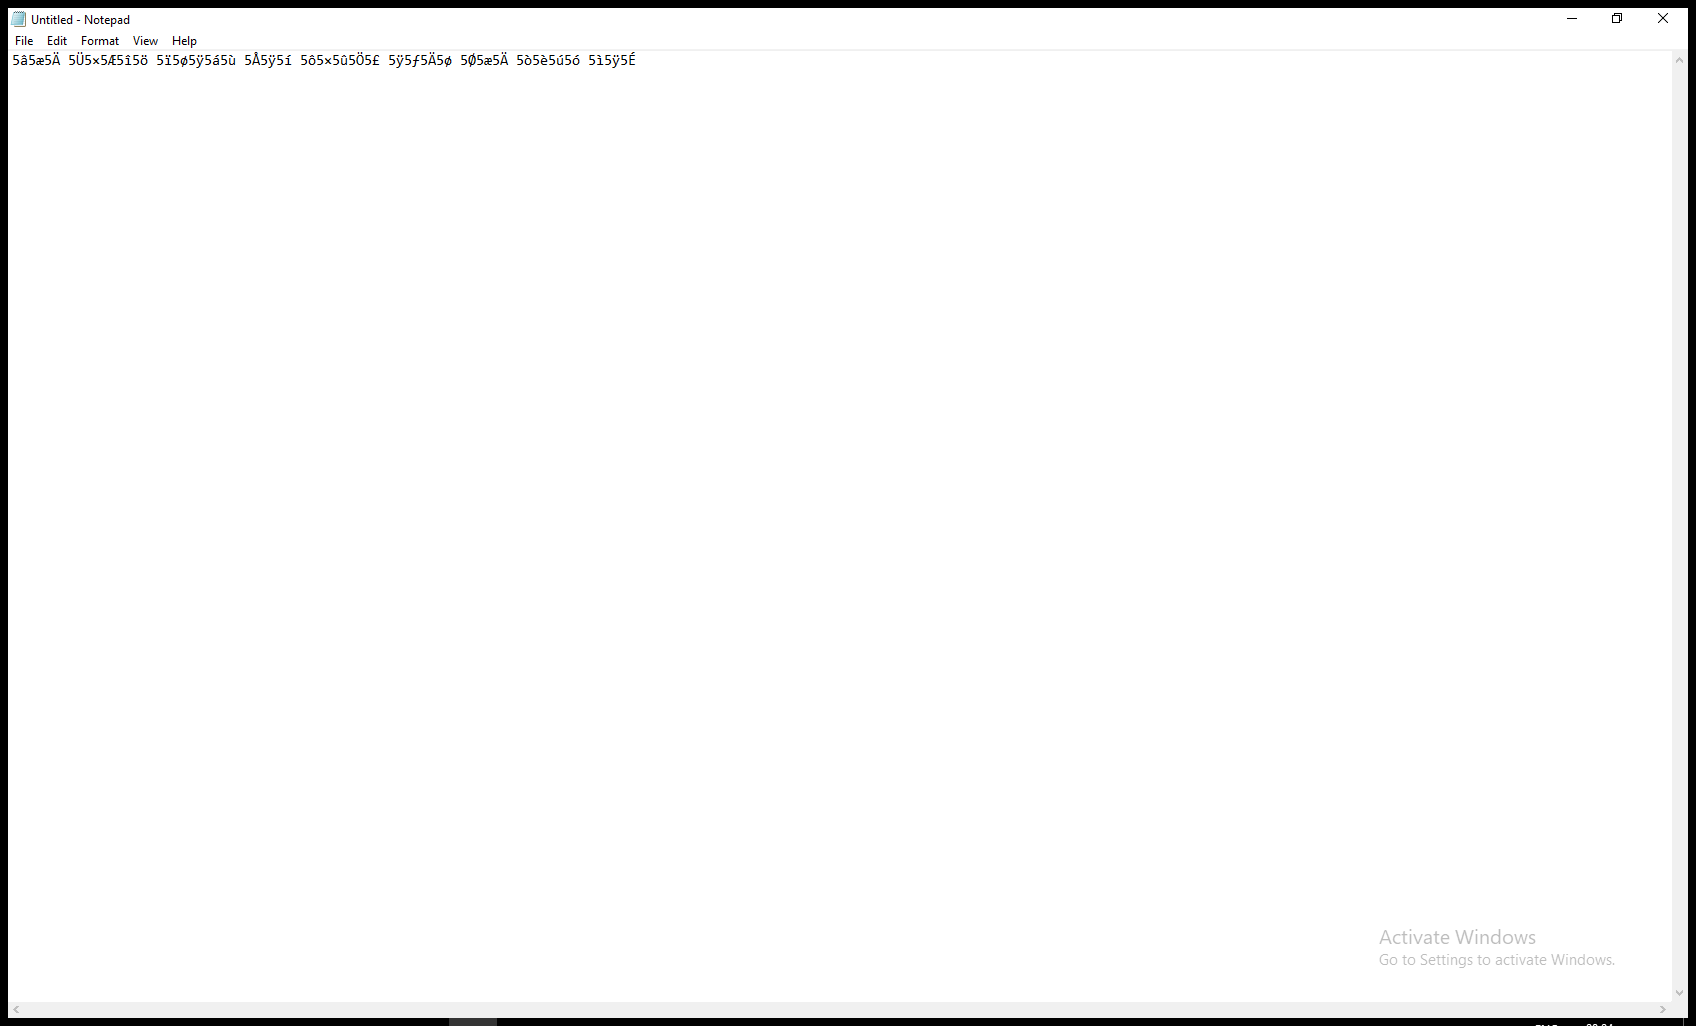 Untitled - Notepad
File Edit Format View Help
5â5æ5Ä 5Ü5×5Æ5î5ö 5ï5ø5ÿ5á5ù 5Å5ÿ5í 5ô5×5û5Ö5£ 5ÿ5ƒ5Ä5ø 5Ø5æ5Ä 5ò5è5ú5ó 5ì5ÿ5É
Activate Windows
Go to Settings to activate Windows.